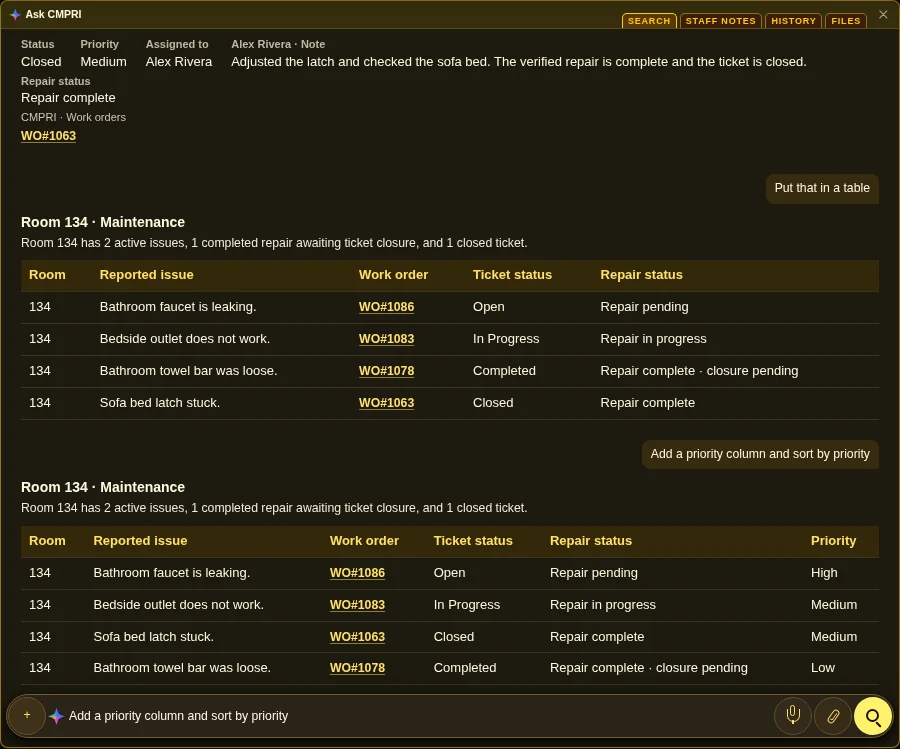 Ask CMPRI
SEARCH STAFF NOTES HISTORY FILES
Status Priority Assigned to Alex Rivera · Note
Closed Medium Alex Rivera Adjusted the latch and checked the sofa bed. The verified repair is complete and the ticket is closed.
Repair status
Repair complete
CMPRI · Work orders
WO#1063
Put that in a table
Room 134 · Maintenance
Room 134 has 2 active issues, 1 completed repair awaiting ticket closure, and 1 closed ticket.
Room Reported issue Work order Ticket status Repair status
134 Bathroom faucet is leaking. WO#1086 Open Repair pending
134 Bedside outlet does not work. WO#1083 In Progress Repair in progress
134 Bathroom towel bar was loose. WO#1078 Completed Repair complete · closure pending
134 Sofa bed latch stuck. WO#1063 Closed Repair complete
Add a priority column and sort by priority
Room 134 · Maintenance
Room 134 has 2 active issues, 1 completed repair awaiting ticket closure, and 1 closed ticket.
Room Reported issue Work order Ticket status Repair status Priority
134 Bathroom faucet is leaking. WO#1086 Open Repair pending High
134 Bedside outlet does not work. WO#1083 In Progress Repair in progress Medium
134 Sofa bed latch stuck. WO#1063 Closed Repair complete Medium
134 Bathroom towel bar was loose. WO#1078 Completed Repair complete · closure pending Low
+ Add a priority column and sort by priority